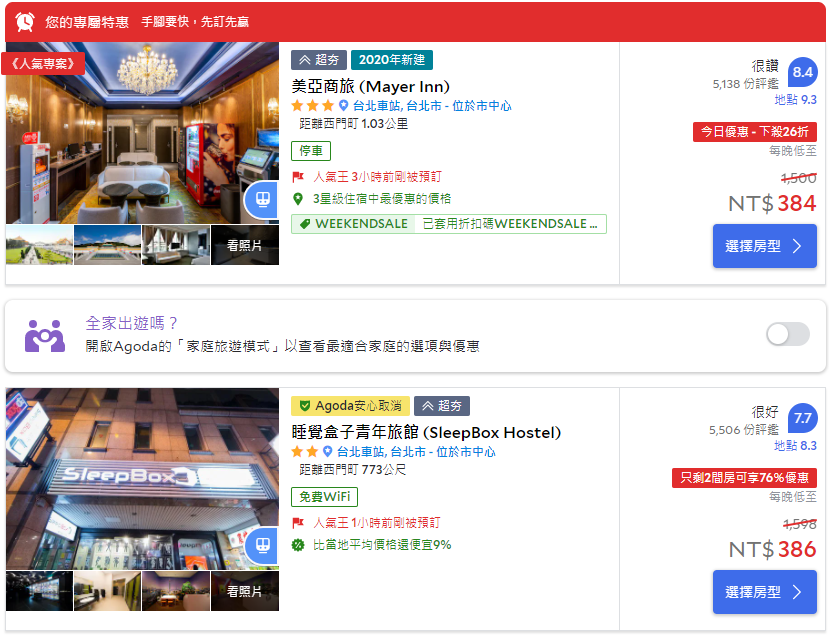 您的專屬特惠 手腳要快，先訂先贏
《人氣專案》
看照片
超夯 2020年新建
美亞商旅 (Mayer Inn)
台北車站, 台北市 - 位於市中心
距離西門町 1.03公里
停車
人氣王 3小時前剛被預訂
3星級住宿中最優惠的價格
WEEKENDSALE 已套用折扣碼WEEKENDSALE ...
很讚 8.4
5,138 份評鑑
地點 9.3
今日優惠 - 下殺26折
每晚低至
1,500
NT$ 384
選擇房型
全家出遊嗎？
開啟Agoda的「家庭旅遊模式」以查看最適合家庭的選項與優惠
SleepBox
看照片
Agoda安心取消 超夯
睡覺盒子青年旅館 (SleepBox Hostel)
台北車站, 台北市 - 位於市中心
距離西門町 773公尺
免費WiFi
人氣王 1小時前剛被預訂
比當地平均價格還便宜9%
很好 7.7
5,506 份評鑑
地點 8.3
只剩2間房可享76%優惠
每晚低至
1,598
NT$ 386
選擇房型